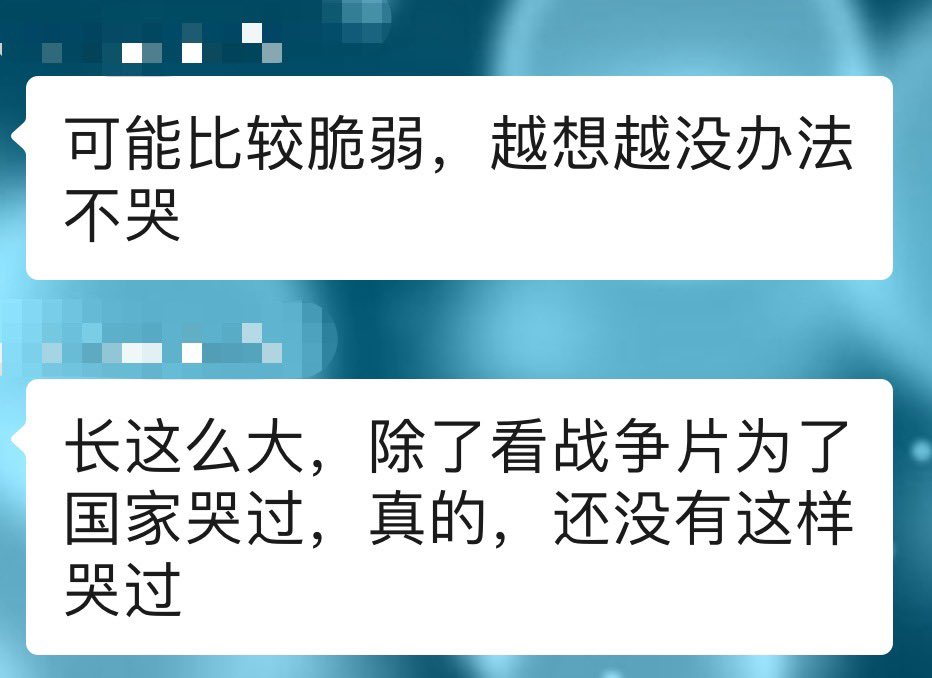 可能比较脆弱，越想越没办法
不哭
长这么大，除了看战争片为了
国家哭过，真的，还没有这样
哭过